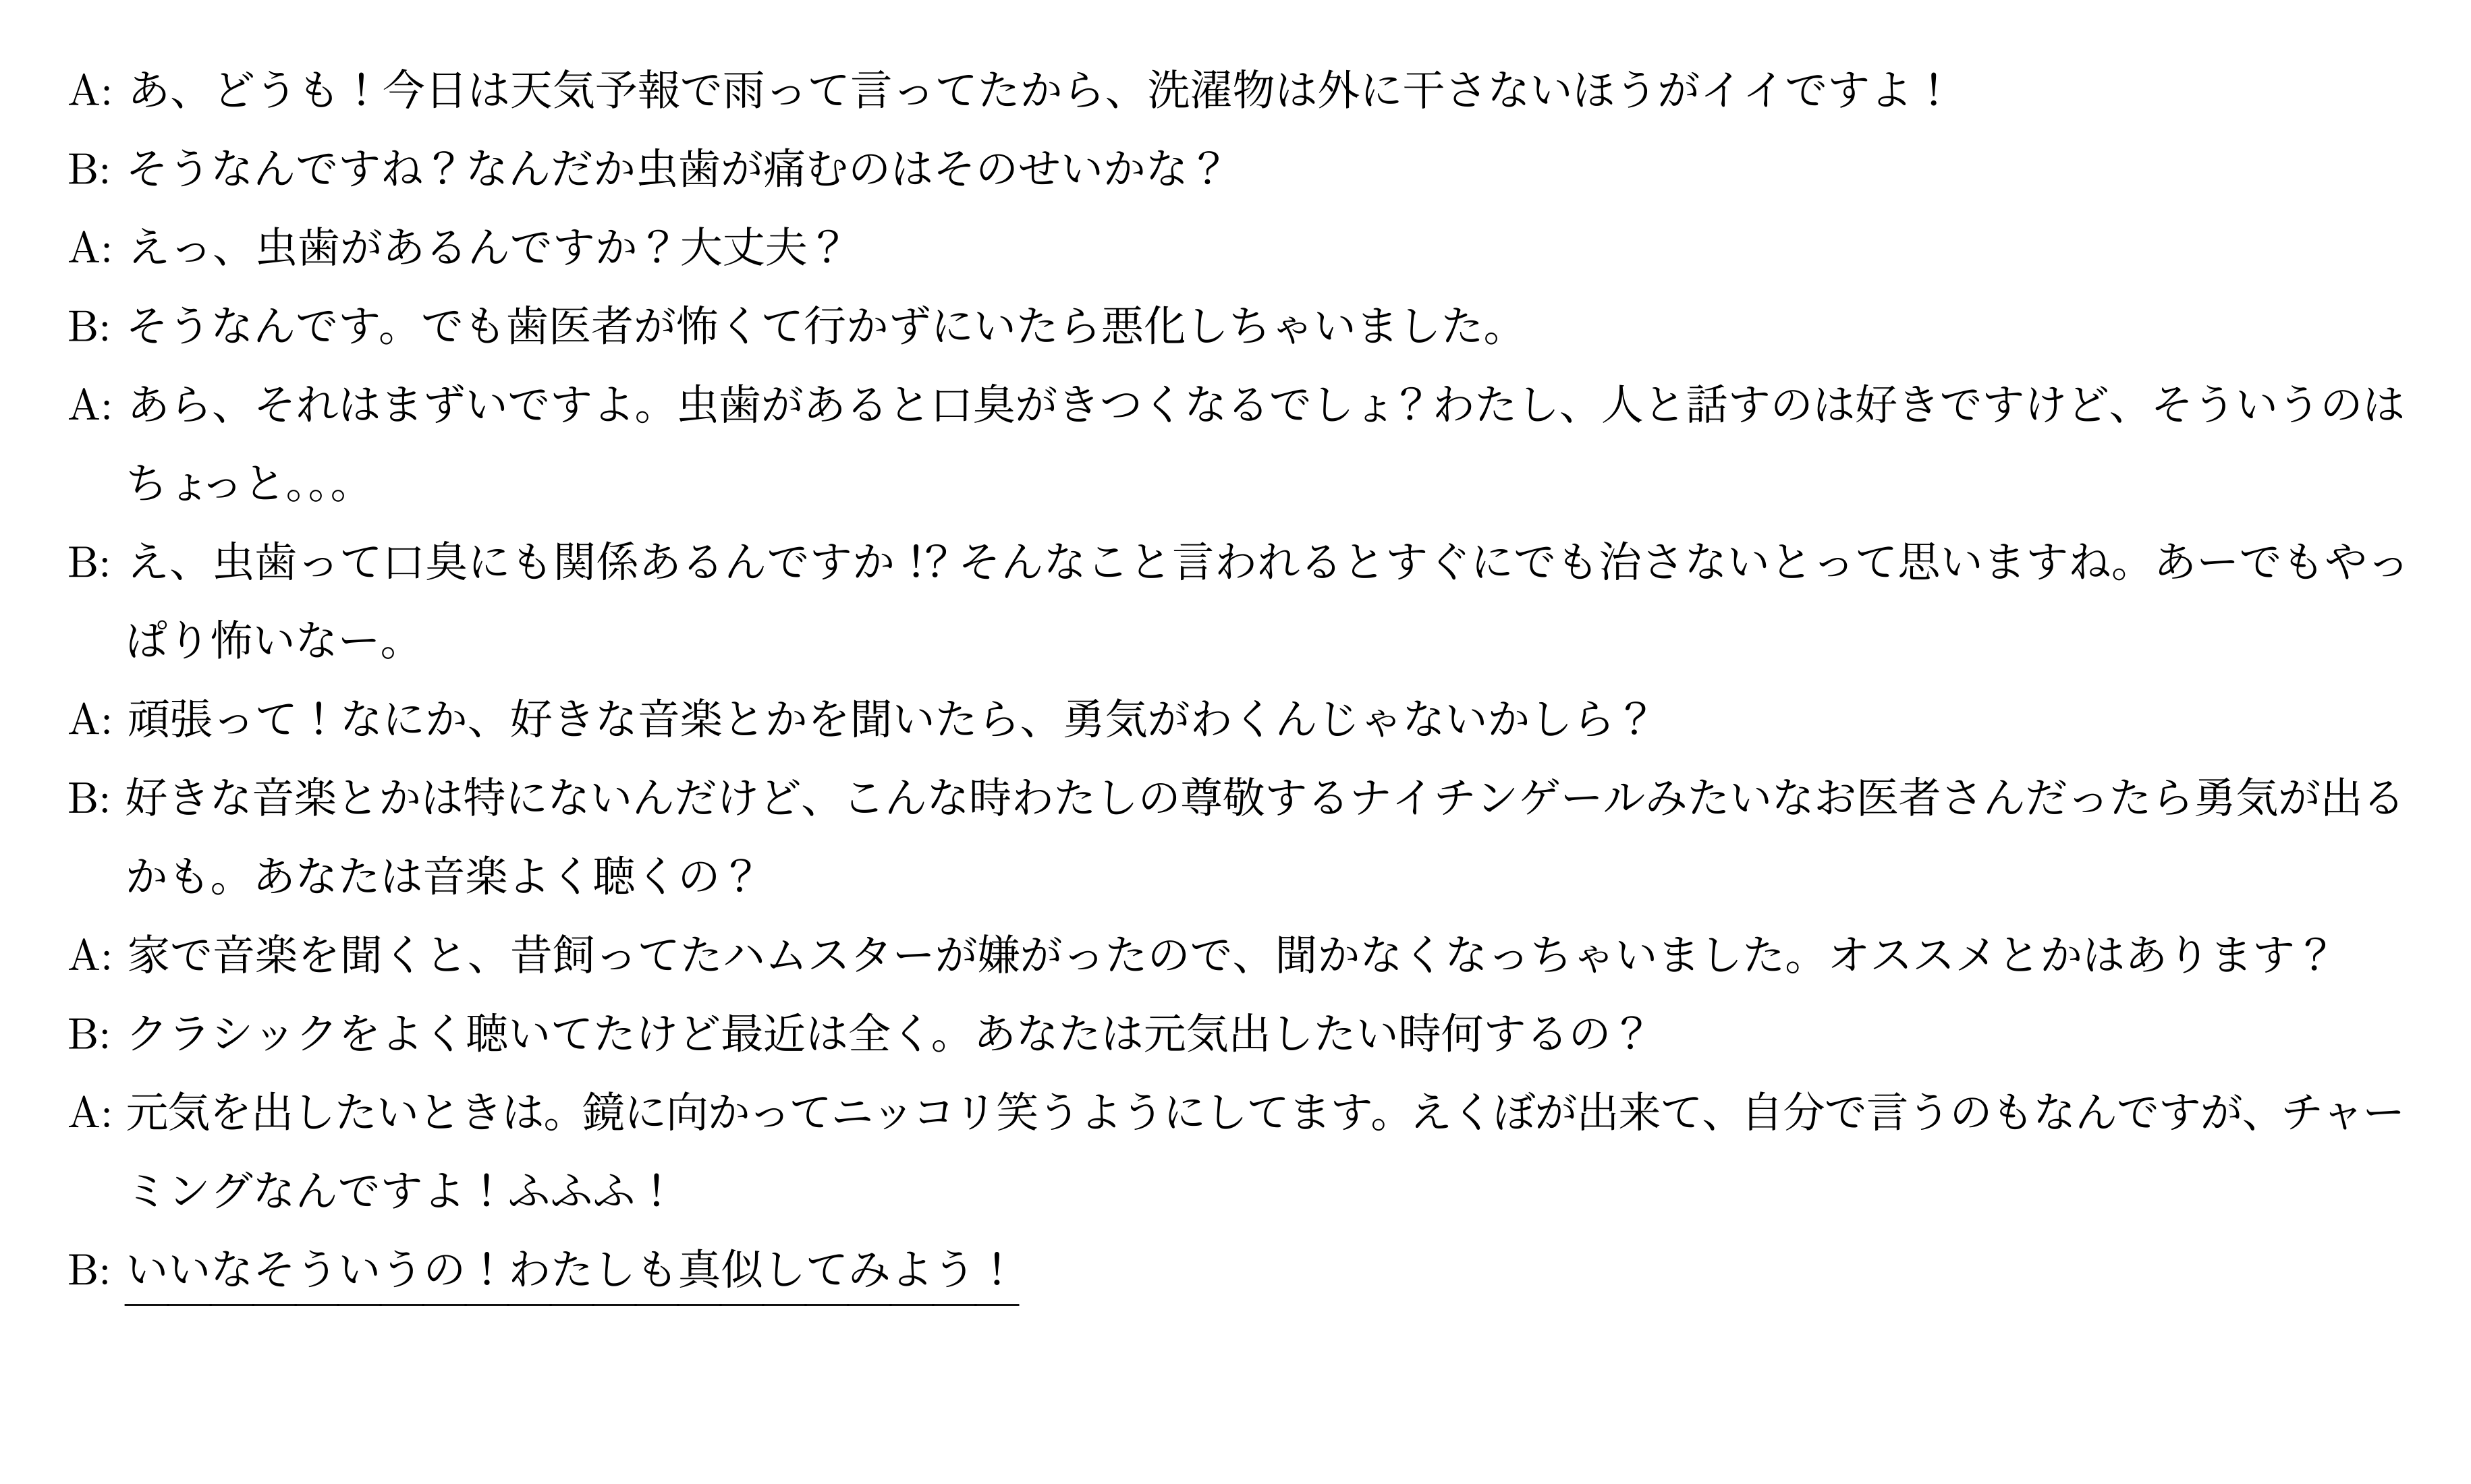 A: あ、どうも！今日は天気予報で雨って言ってたから、洗濯物は外に干さないほうがイイですよ！
B: そうなんですね？なんだか虫歯が痛むのはそのせいかな？
A: えっ、虫歯があるんですか？大丈夫？
B: そうなんです。でも歯医者が怖くて行かずにいたら悪化しちゃいました。
A: あら、それはまずいですよ。虫歯があると口臭がきつくなるでしょ？わたし、人と話すのは好きですけど、そういうのは
ちょっと。。。
B: え、虫歯って口臭にも関係あるんですか⁉そんなこと言われるとすぐにでも治さないとって思いますね。あーでもやっ
ぱり怖いなー。
A: 頑張って！なにか、好きな音楽とかを聞いたら、勇気がわくんじゃないかしら？
B: 好きな音楽とかは特にないんだけど、こんな時わたしの尊敬するナイチンゲールみたいなお医者さんだったら勇気が出る
かも。あなたは音楽よく聴くの？
A: 家で音楽を聞くと、昔飼ってたハムスターが嫌がったので、聞かなくなっちゃいました。オススメとかはあります？
B: クラシックをよく聴いてたけど最近は全く。あなたは元気出したい時何するの？
A: 元気を出したいときは。鏡に向かってニッコリ笑うようにしてます。えくぼが出来て、自分で言うのもなんですが、チャー
ミングなんですよ！ふふふ！
B: いいなそういうの！わたしも真似してみよう！